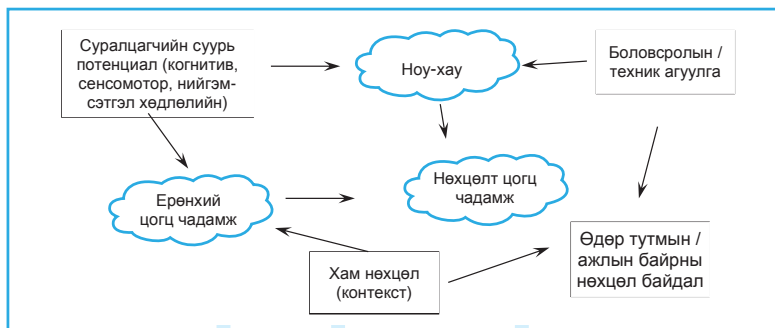 Суралцагчийн суурь
потенциал (когнитив,
сенсомотор, нийгэм-
сэтгэл хөдлөлийн)
Ноу-хау
Боловсролын /
техник агуулга
Ерөнхий
цогц чадамж
Нөхцөлт цогц
чадамж
Хам нөхцөл
(контекст)
Өдөр тутмын /
ажлын байрны
нөхцөл байдал